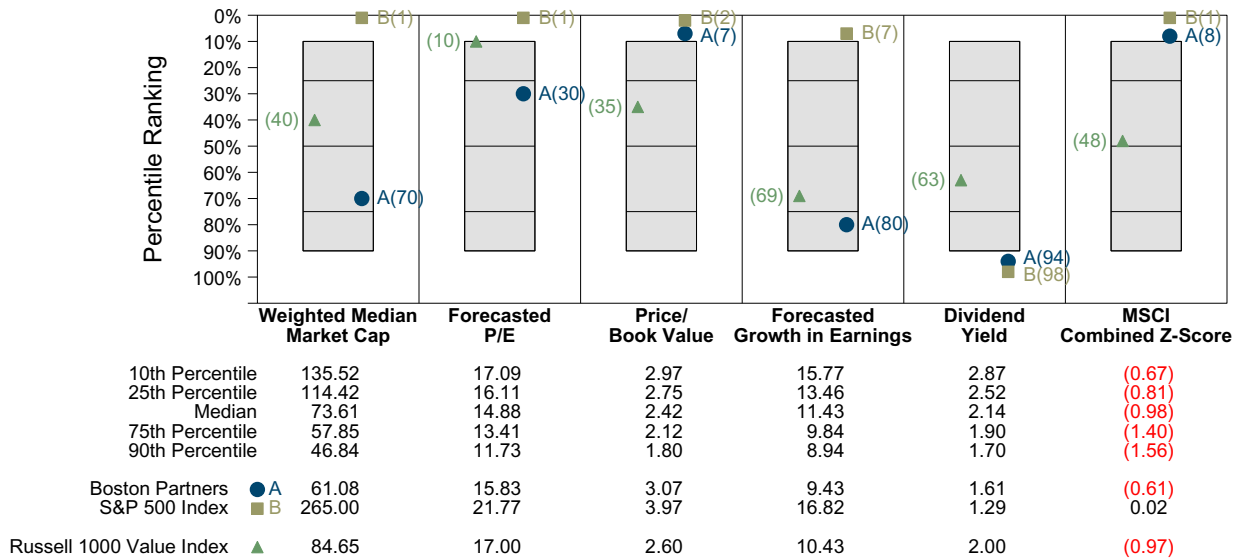 Percentile Ranking
0%
10%
20%
30%
40%
50%
60%
70%
80%
90%
100%
B(1)
(40)
A(70)
B(1)
(10)
A(30)
B(2)
A(7)
(35)
B(7)
(69)
A(80)
(63)
A(94)
B(98)
B(1)
A(8)
(48)
Weighted Median Market Cap
Forecasted P/E
Price/ Book Value
Forecasted Growth in Earnings
Dividend Yield
MSCI Combined Z-Score
10th Percentile 135.52 17.09 2.97 15.77 2.87 (0.67)
25th Percentile 114.42 16.11 2.75 13.46 2.52 (0.81)
Median 73.61 14.88 2.42 11.43 2.14 (0.98)
75th Percentile 57.85 13.41 2.12 9.84 1.90 (1.40)
90th Percentile 46.84 11.73 1.80 8.94 1.70 (1.56)
Boston Partners A 61.08 15.83 3.07 9.43 1.61 (0.61)
S&P 500 Index B 265.00 21.77 3.97 16.82 1.29 0.02
Russell 1000 Value Index 84.65 17.00 2.60 10.43 2.00 (0.97)